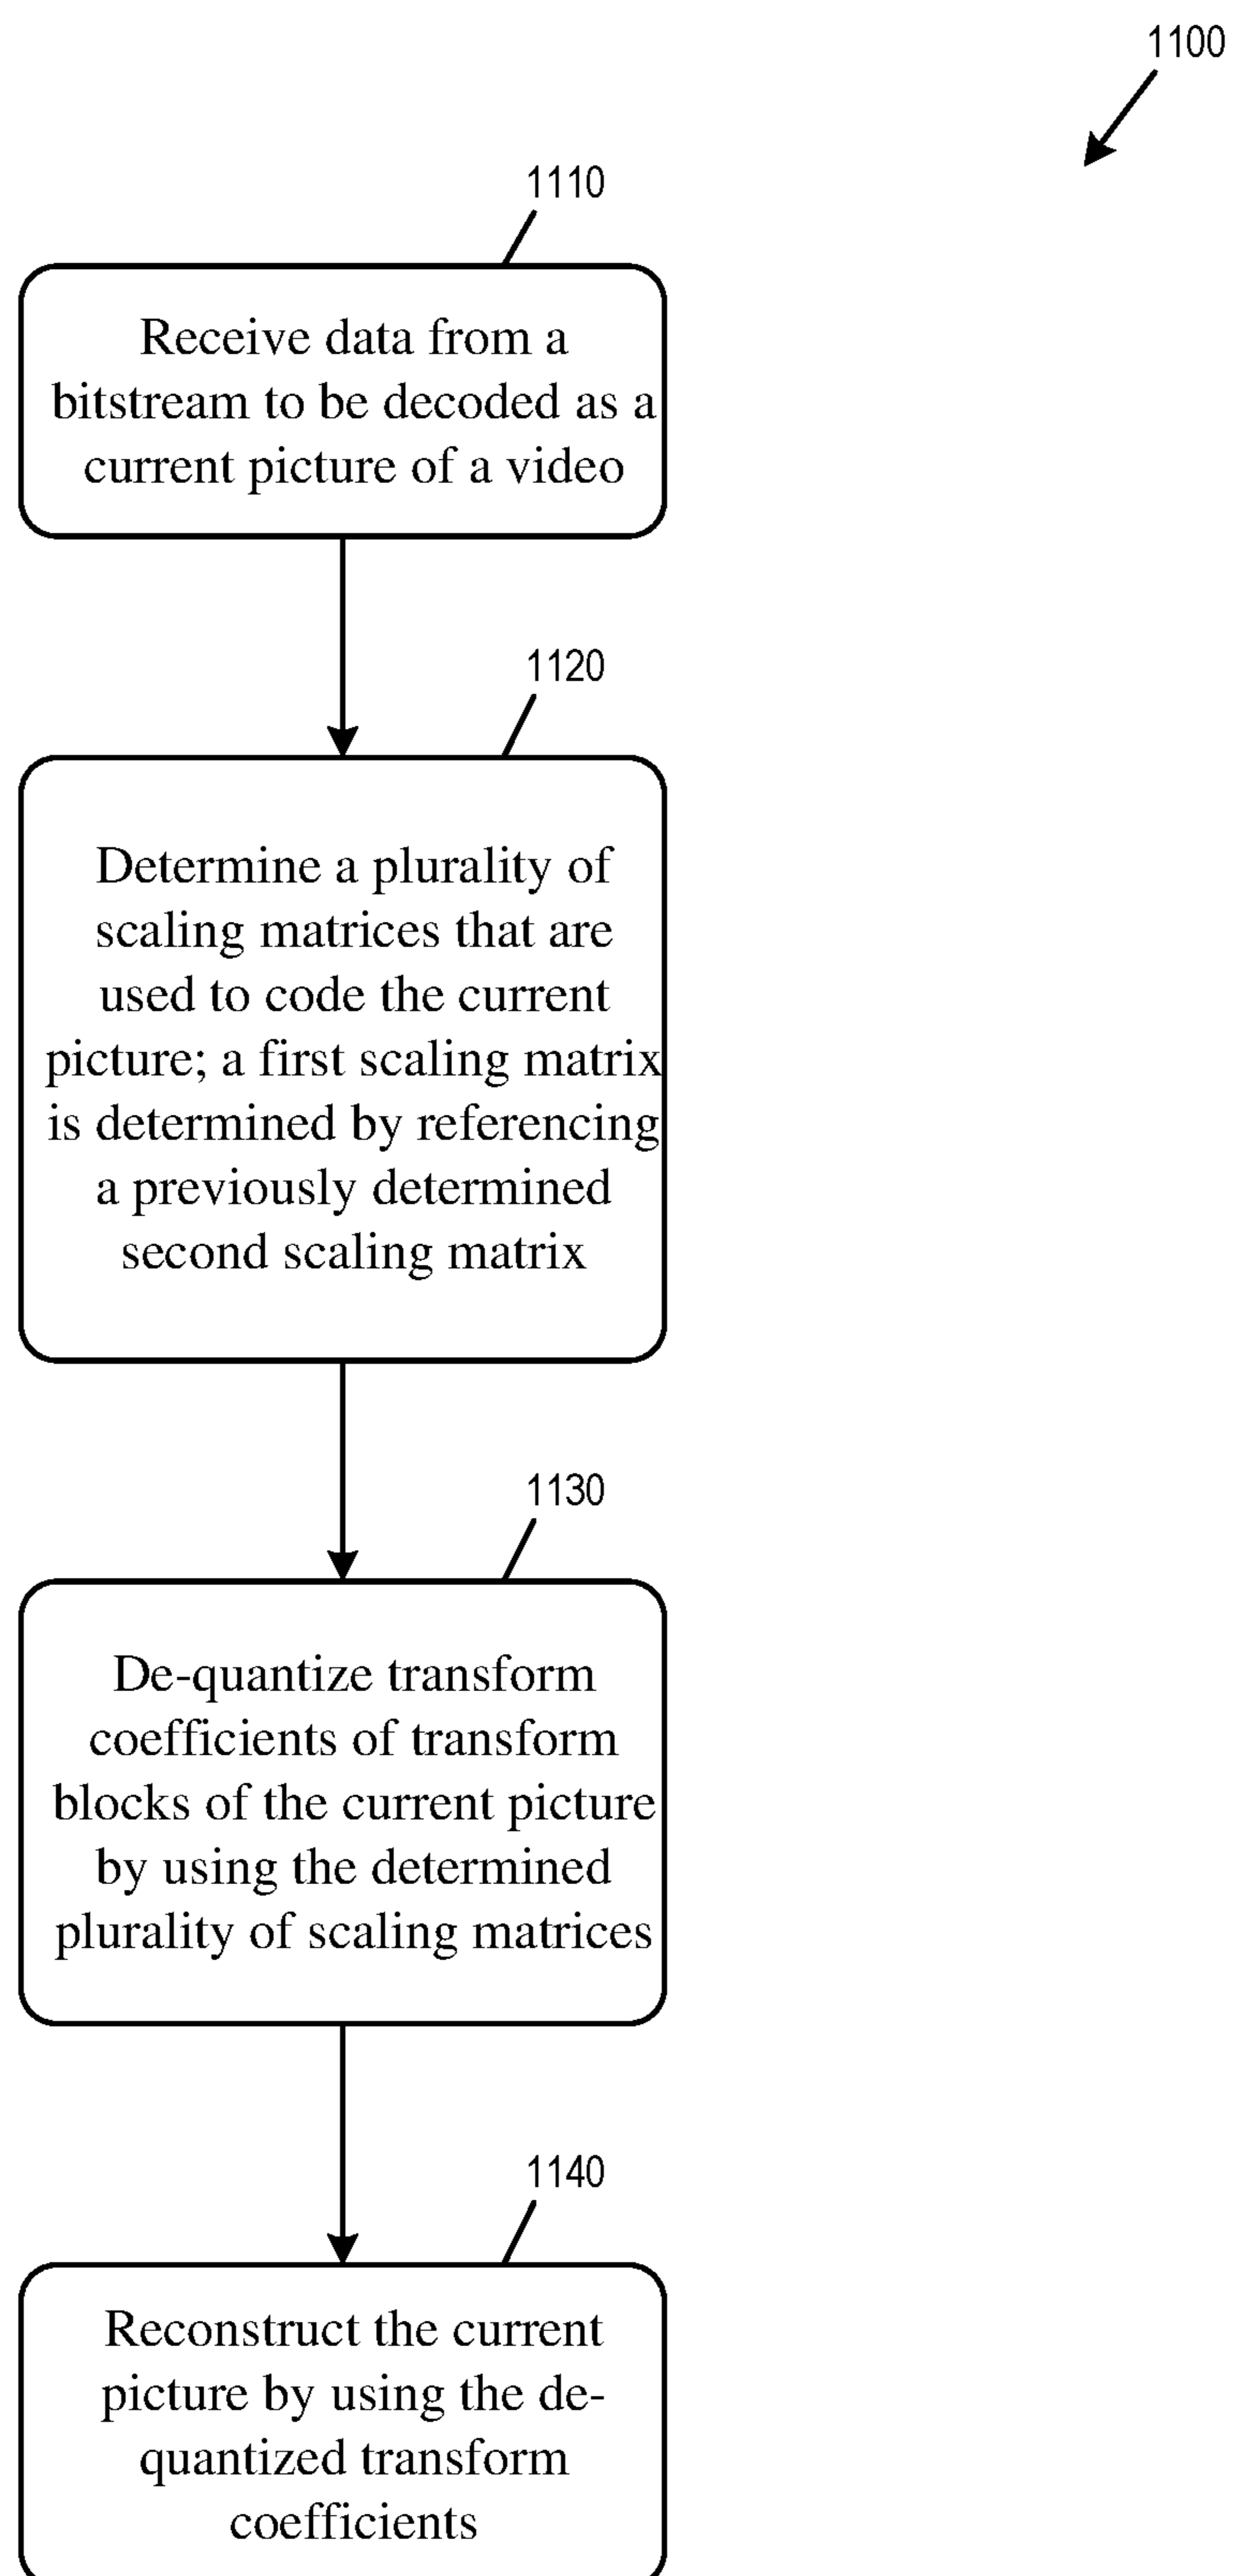 1100
1110
Receive data from a
bitstream to be decoded as a
current picture of a video
1120
Determine a plurality of
scaling matrices that are
used to code the current
picture; a first scaling matrix
is determined by referencing
a previously determined
second scaling matrix
1130
De-quantize transform
coefficients of transform
blocks of the current picture
by using the determined
plurality of scaling matrices
1140
Reconstruct the current
picture by using the de-
quantized transform
coefficients